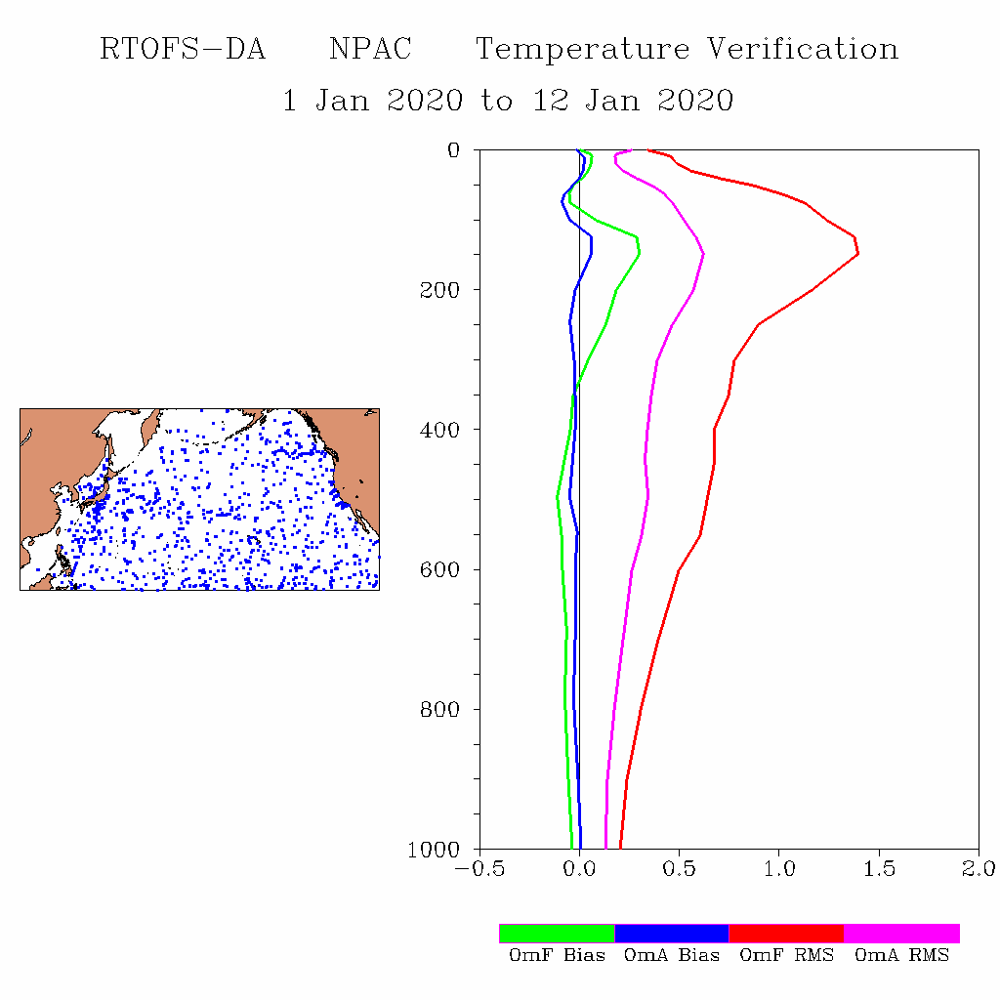 RTOFS-DA NPAC Temperature Verification
1 Jan 2020 to 12 Jan 2020
0
200
400
600
800
1000
-0.5 0.0 0.5 1.0 1.5 2.0
OmF Bias OmA Bias OmF RMS OmA RMS